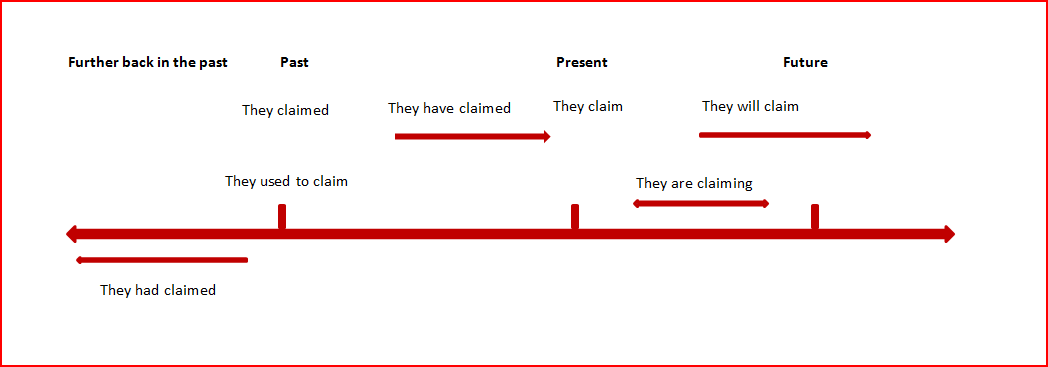 Further back in the past Past Present Future
They claimed They have claimed They claim They will claim
They used to claim They are claiming
They had claimed